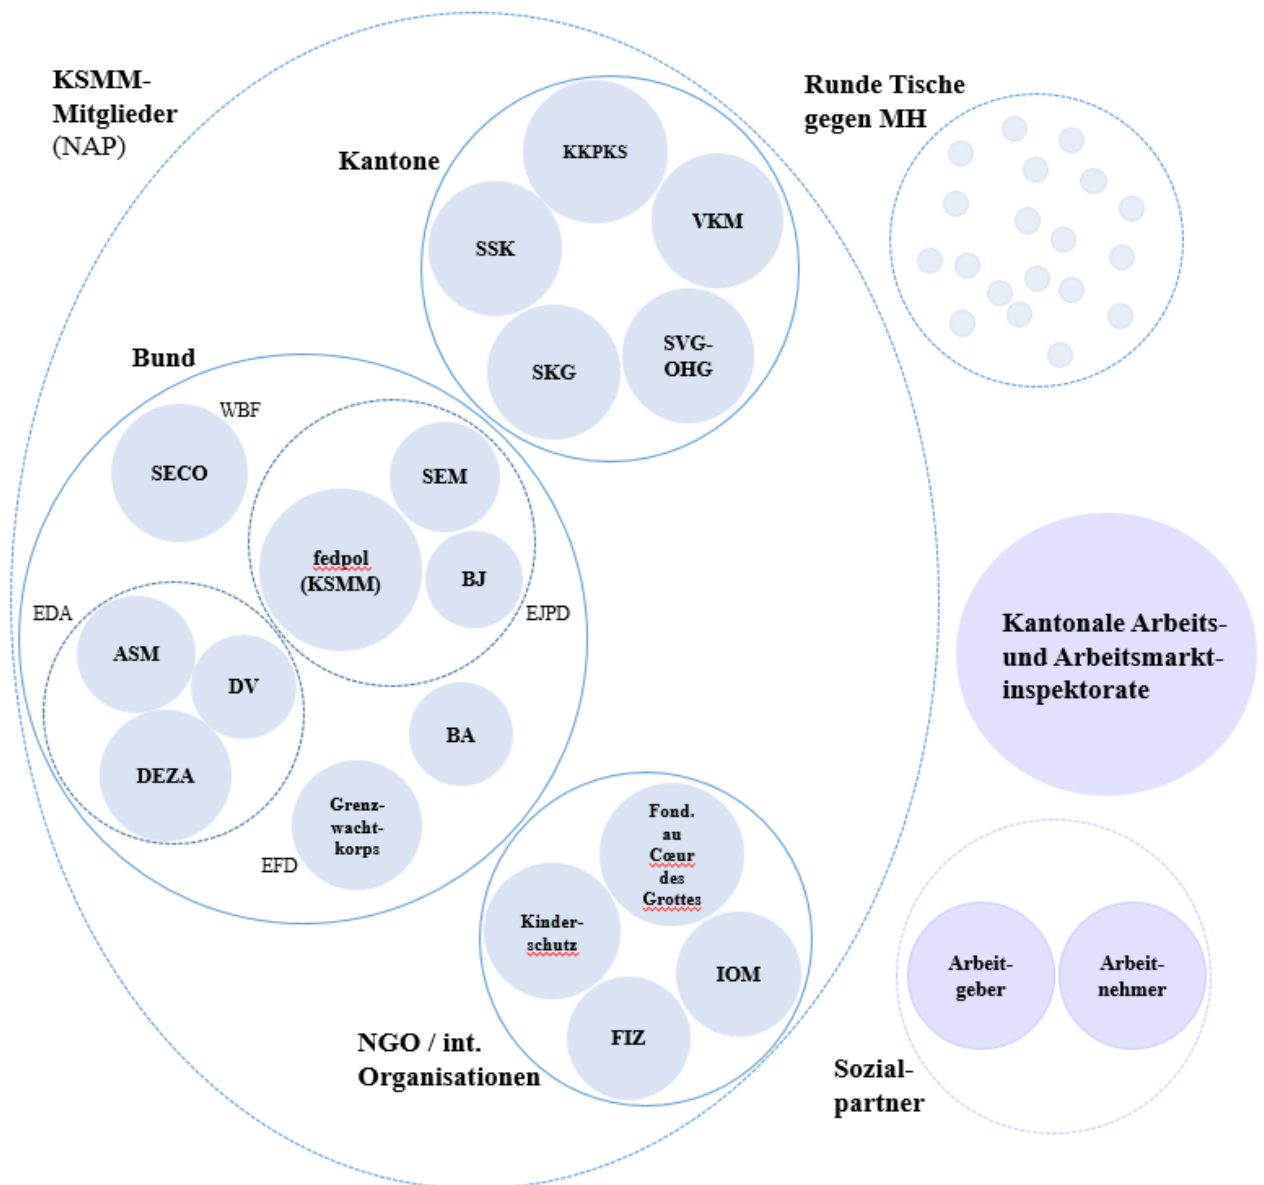 KSMM-
Mitglieder
(NAP)
Runde Tische
gegen MH
Kantone
KKPKS
VKM
SSK
SVG-
OHG
SKG
Bund
WBF
SECO
SEM
fedpol
(KSMM)
BJ
EJPD
EDA
ASM
DV
DEZA
BA
Grenz-
wacht-
korps
EFD
Kantonale Arbeits-
und Arbeitsmarkt-
inspektorate
Fond.
au
Cœur
des
Grottes
Kinder-
schutz
IOM
FIZ
NGO / int.
Organisationen
Arbeit-
geber
Arbeit-
nehmer
Sozial-
partner